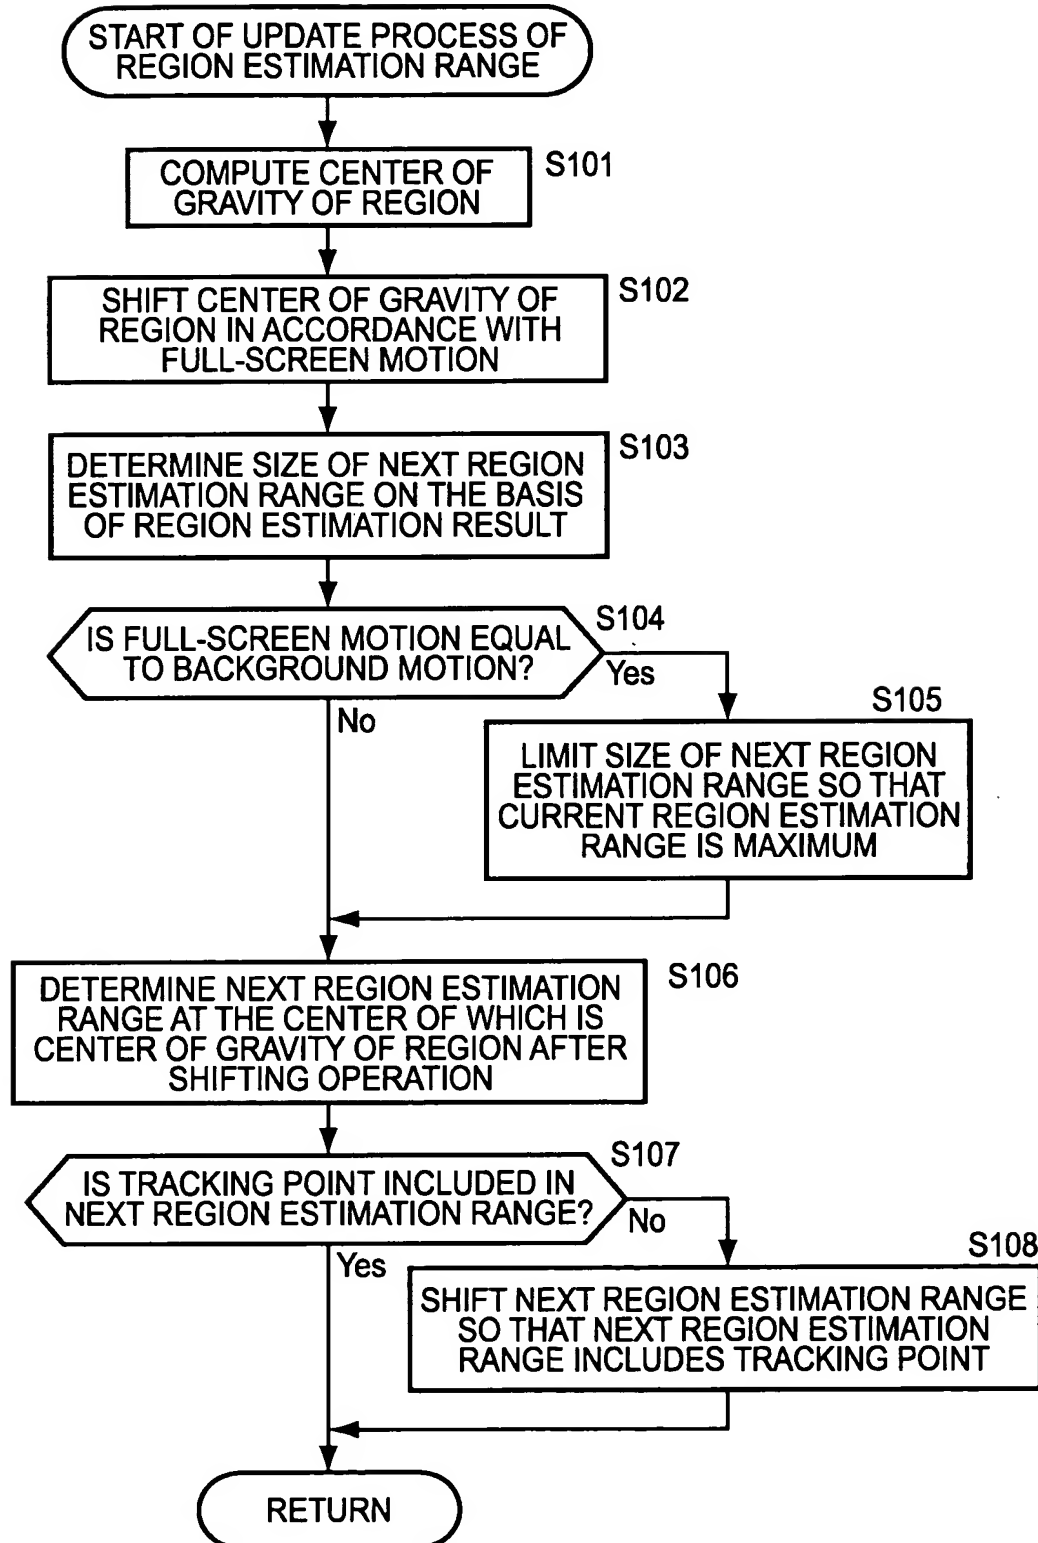 START OF UPDATE PROCESS OF
REGION ESTIMATION RANGE
S101
COMPUTE CENTER OF
GRAVITY OF REGION
S102
SHIFT CENTER OF GRAVITY OF
REGION IN ACCORDANCE WITH
FULL-SCREEN MOTION
S103
DETERMINE SIZE OF NEXT REGION
ESTIMATION RANGE ON THE BASIS
OF REGION ESTIMATION RESULT
S104
IS FULL-SCREEN MOTION EQUAL
TO BACKGROUND MOTION?
Yes
No
S105
LIMIT SIZE OF NEXT REGION
ESTIMATION RANGE SO THAT
CURRENT REGION ESTIMATION
RANGE IS MAXIMUM
S106
DETERMINE NEXT REGION ESTIMATION
RANGE AT THE CENTER OF WHICH IS
CENTER OF GRAVITY OF REGION AFTER
SHIFTING OPERATION
S107
IS TRACKING POINT INCLUDED IN
NEXT REGION ESTIMATION RANGE?
No
Yes
S108
SHIFT NEXT REGION ESTIMATION RANGE
SO THAT NEXT REGION ESTIMATION
RANGE INCLUDES TRACKING POINT
RETURN